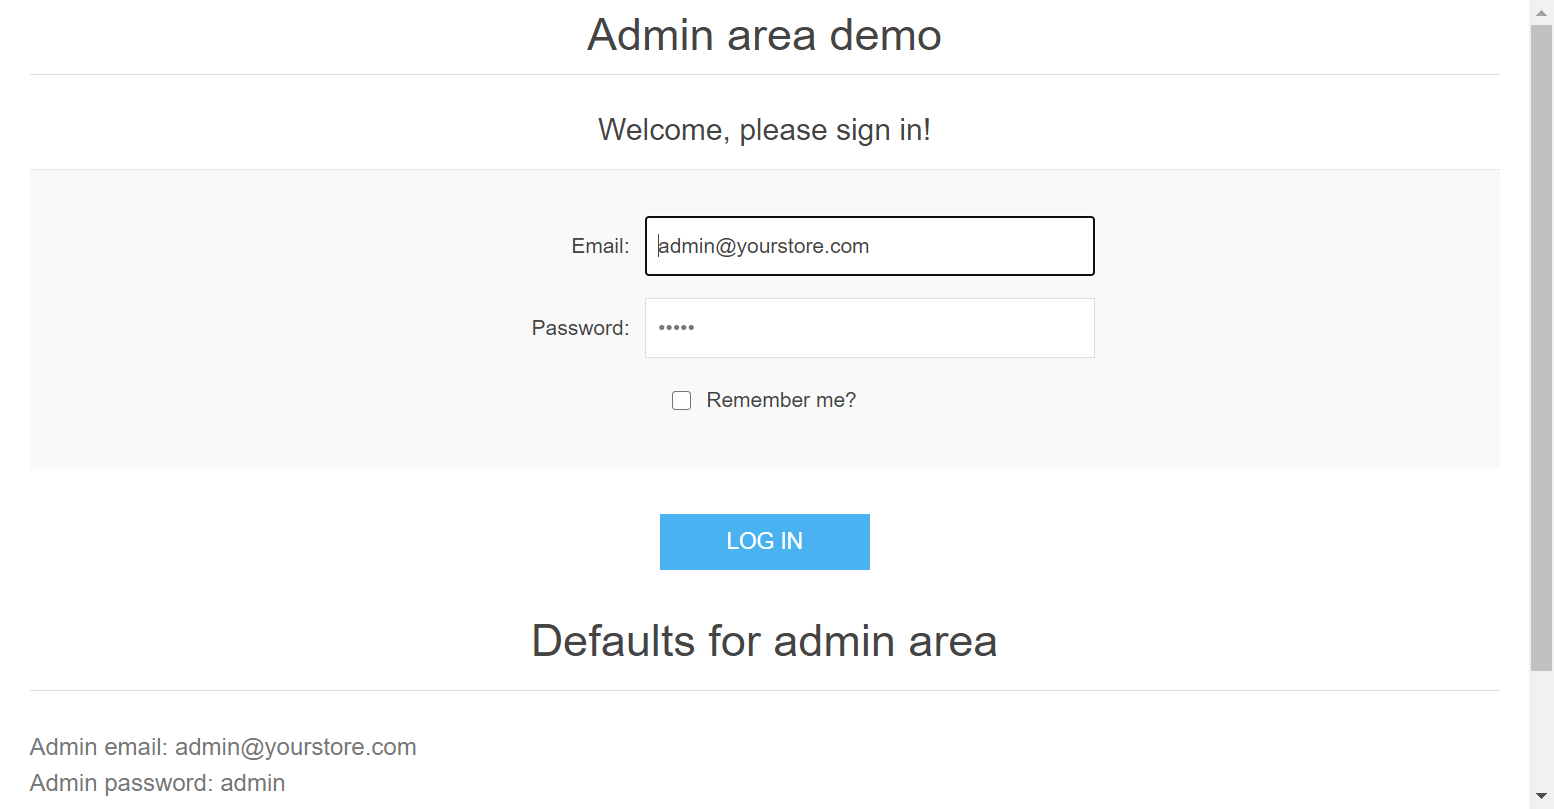 Admin area demo
Welcome, please sign in!
Email: admin@yourstore.com
Password: •••••
Remember me?
LOG IN
Defaults for admin area
Admin email: admin@yourstore.com
Admin password: admin